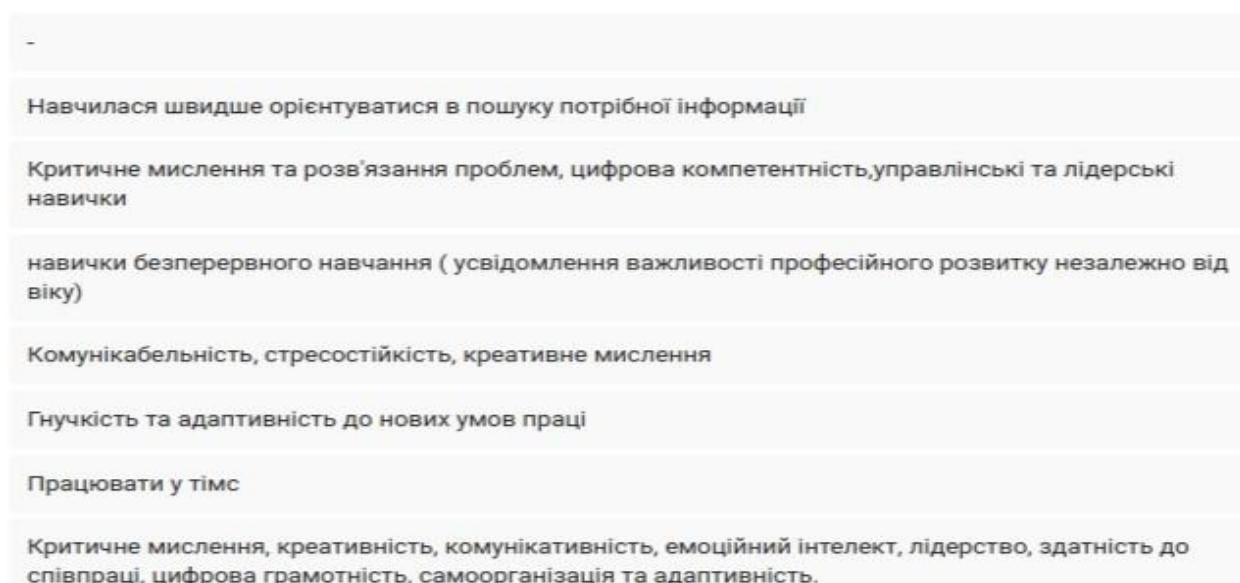 -
Навчилася швидше орієнтуватися в пошуку потрібної інформації
Критичне мислення та розв'язання проблем, цифрова компетентність,управлінські та лідерські
навички
навички безперервного навчання ( усвідомлення важливості професійного розвитку незалежно від
віку)
Комунікабельність, стресостійкість, креативне мислення
Гнучкість та адаптивність до нових умов праці
Працювати у тімс
Критичне мислення, креативність, комунікативність, емоційний інтелект, лідерство, здатність до
співпраці, цифрова грамотність, самоорганізація та адаптивність.